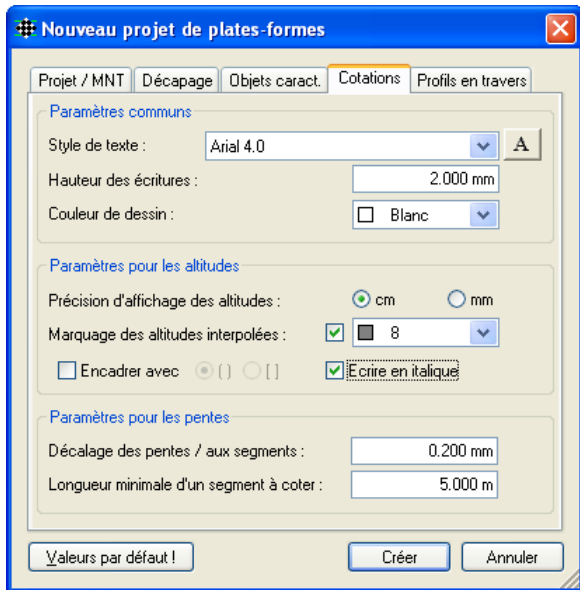 Nouveau projet de plates-formes
Projet / MNT Décapage Objets caract. Cotations Profils en travers
Paramètres communs
Style de texte : Arial 4.0 A
Hauteur des écritures : 2.000 mm
Couleur de dessin : Blanc
Paramètres pour les altitudes
Précision d'affichage des altitudes : cm mm
Marquage des altitudes interpolées : 8
Encadrer avec ( ) [ ] Ecrire en italique
Paramètres pour les pentes
Décalage des pentes / aux segments : 0.200 mm
Longueur minimale d'un segment à coter : 5.000 m
Valeurs par défaut ! Créer Annuler